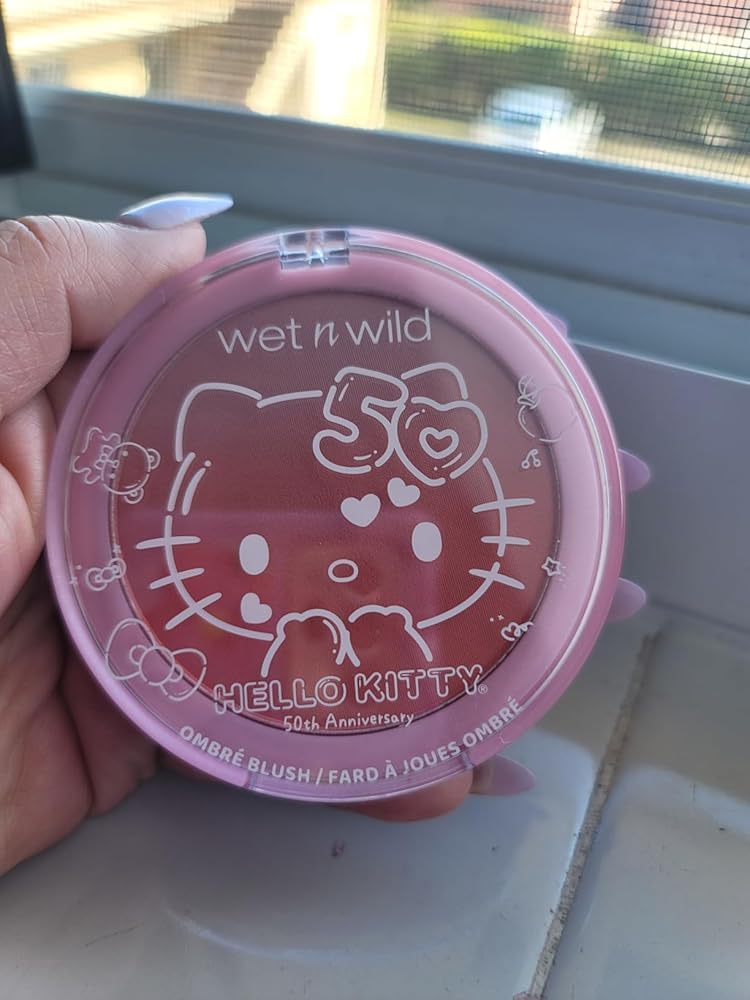 wet n wild
50
HELLO KITTY®
50th Anniversary
OMBRÉ BLUSH / FARD À JOUES OMBRÉ